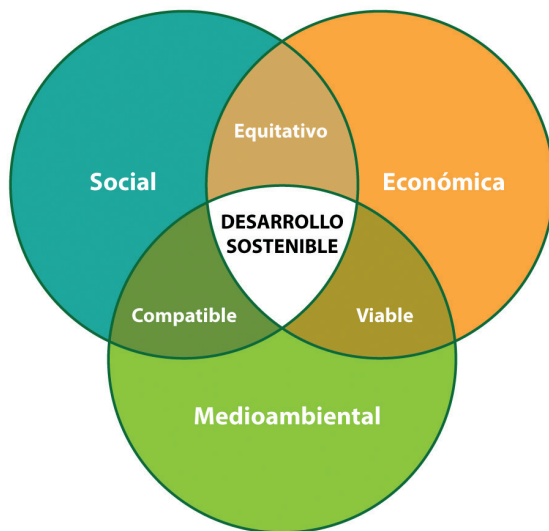 Equitativo
Social
Económica
DESARROLLO
SOSTENIBLE
Compatible
Viable
Medioambiental